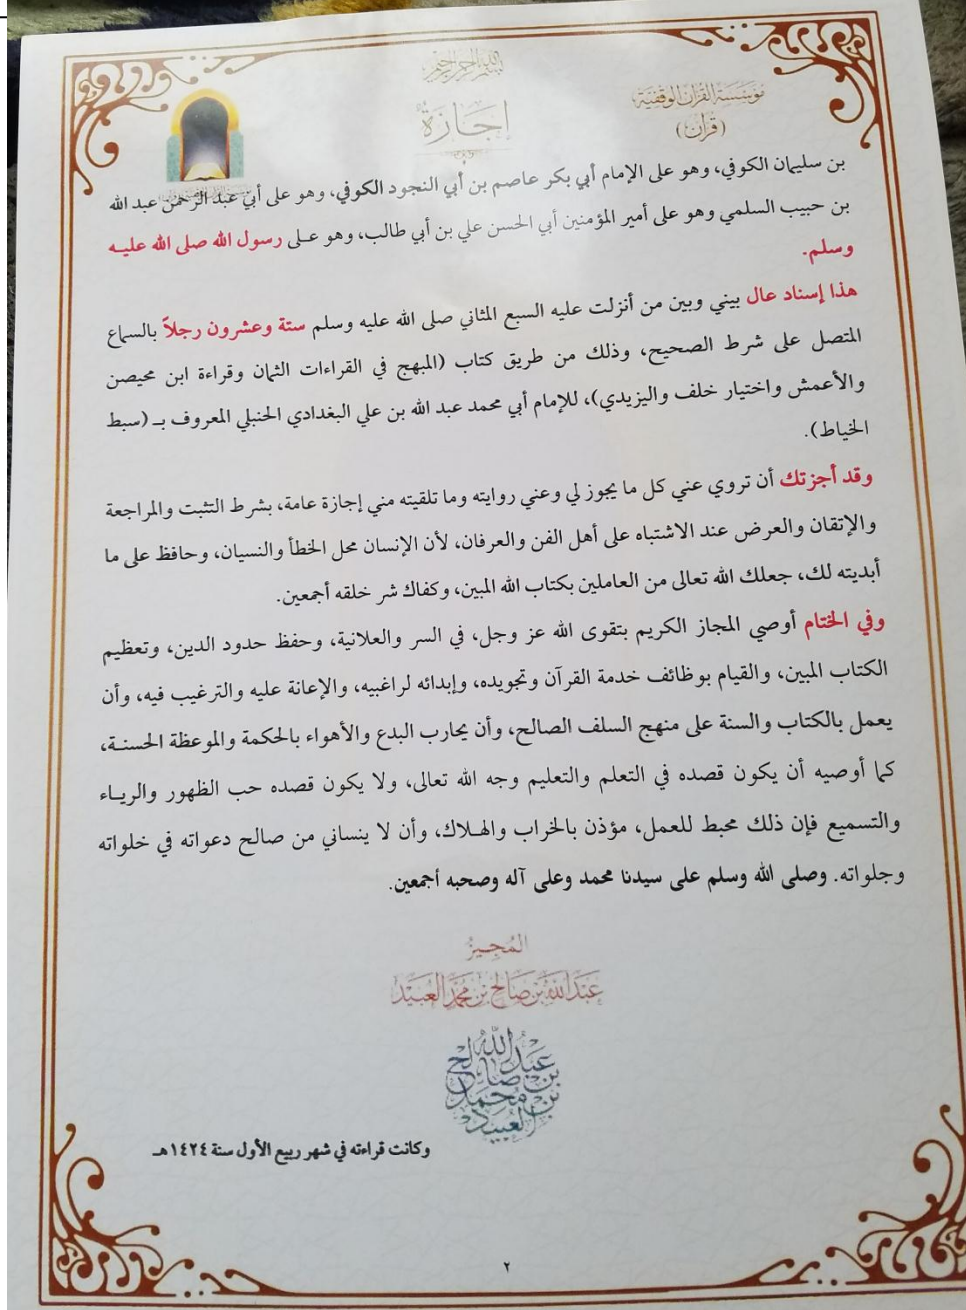 بسم الله الرحمن الرحيم
مؤسسة القرآن الوقفية
(قرآن)
إجازة
بن سليمان الكوفي، وهو على الإمام أبي بكر عاصم بن أبي النجود الكوفي، وهو على أبي عبد الرحمن عبد الله
بن حبيب السلمي وهو على أمير المؤمنين أبي الحسن علي بن أبي طالب، وهو على رسول الله صلى الله عليه
وسلم.
هذا إسناد عال بيني وبين من أنزلت عليه السبع المثاني صلى الله عليه وسلم ستة وعشرون رجلاً بالسماع
المتصل على شرط الصحيح، وذلك من طريق كتاب (المبهج في القراءات الثمان وقراءة ابن محيصن
والأعمش واختيار خلف واليزيدي)، للإمام أبي محمد عبد الله بن علي البغدادي الحنبلي المعروف بـ (سبط
الخياط).
وقد أجزتك أن تروي عني كل ما يجوز لي وعني روايته وما تلقيته مني إجازة عامة، بشرط التثبت والمراجعة
والإتقان والعرض عند الاشتباه على أهل الفن والعرفان، لأن الإنسان محل الخطأ والنسيان، وحافظ على ما
أبديته لك، جعلك الله تعالى من العاملين بكتاب الله المبين، وكفاك شر خلقه أجمعين.
وفي الختام أوصي المجاز الكريم بتقوى الله عز وجل، في السر والعلانية، وحفظ حدود الدين، وتعظيم
الكتاب المبين، والقيام بوظائف خدمة القرآن وتجويده، وإبدائه لراغبيه، والإعانة عليه والترغيب فيه، وأن
يعمل بالكتاب والسنة على منهج السلف الصالح، وأن يحارب البدع والأهواء بالحكمة والموعظة الحسنة،
كما أوصيه أن يكون قصده في التعلم والتعليم وجه الله تعالى، ولا يكون قصده حب الظهور والرياء
والتسميع فإن ذلك محبط للعمل، مؤذن بالخراب والهلاك، وأن لا ينساني من صالح دعواته في خلواته
وجلواته. وصلى الله وسلم على سيدنا محمد وعلى آله وصحبه أجمعين.
المُجِيزُ
عبد الله بن صالح بن محمد العبيد
عبد الله
بن صالح
بن محمد
العبيد
وكانت قراءته في شهر ربيع الأول سنة ١٤٢٤هـ
٢